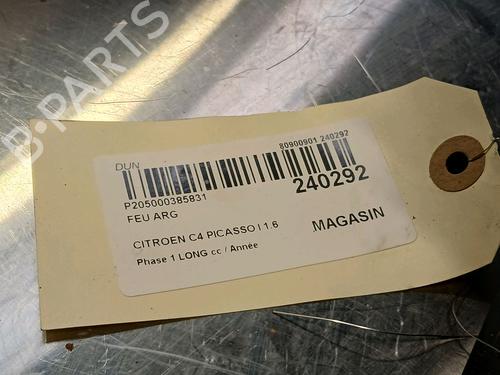 B-PARTS
DUN
80900901 240292
P205000385831
240292
FEU ARG
CITROEN C4 PICASSO I 1.6
MAGASIN
Phase 1 LONG cc / Année